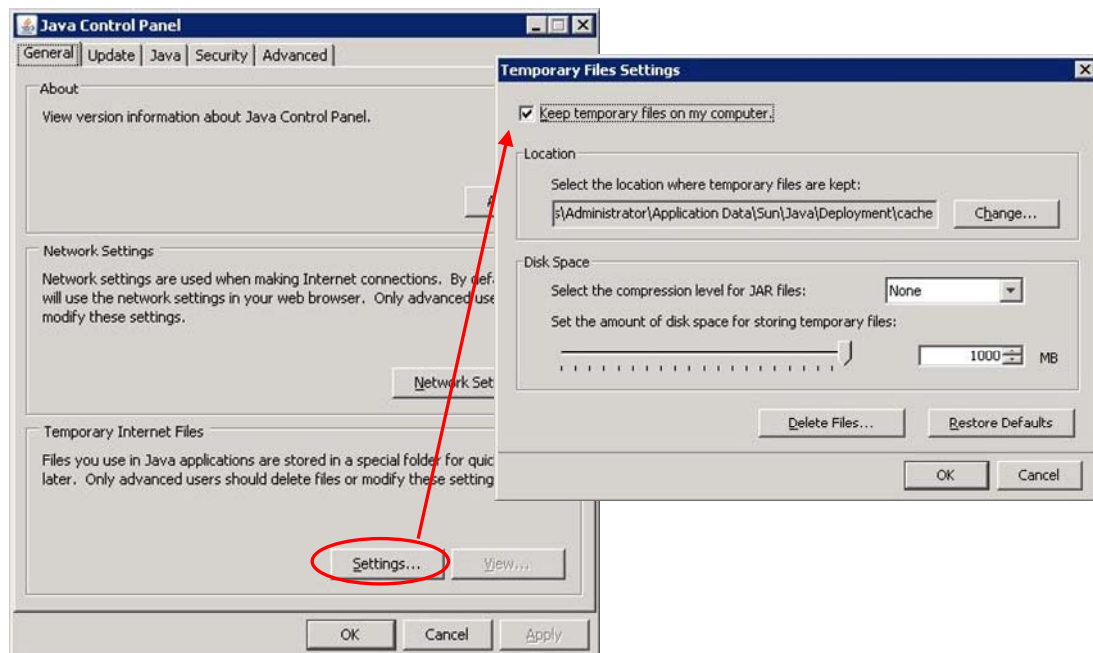 Java Control Panel
General Update Java Security Advanced
About
View version information about Java Control Panel.
Network Settings
Network settings are used when making Internet connections. By
will use the network settings in your web browser. Only advanced
modify these settings.
Network
Temporary Internet Files
Files you use in Java applications are stored in a special folder for
later. Only advanced users should delete files or modify these
Settings... View...
OK Cancel Apply
Temporary Files Settings
Keep temporary files on my computer.
Location
Select the location where temporary files are kept:
s\Administrator\Application Data\Sun\Java\Deployment\cache Change...
Disk Space
Select the compression level for JAR files: None
Set the amount of disk space for storing temporary files:
1000 MB
Delete Files... Restore Defaults
OK Cancel